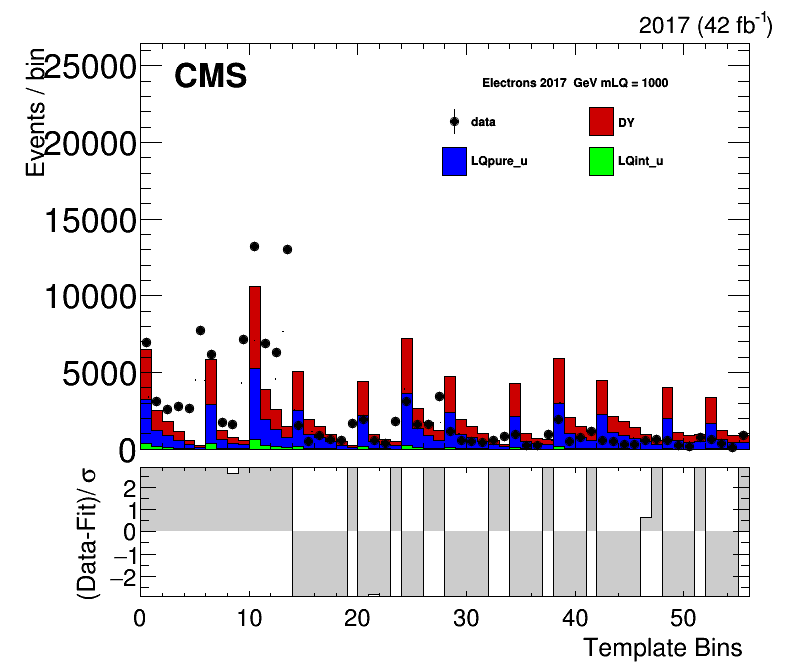 2017 (42 fb-1)
CMS
Electrons 2017 GeV mLQ = 1000
data
DY
LQpure_u
LQint_u
Events / bin
25000
20000
15000
10000
5000
0
(Data-Fit)/ σ
2
1
0
−1
−2
0 10 20 30 40 50
Template Bins